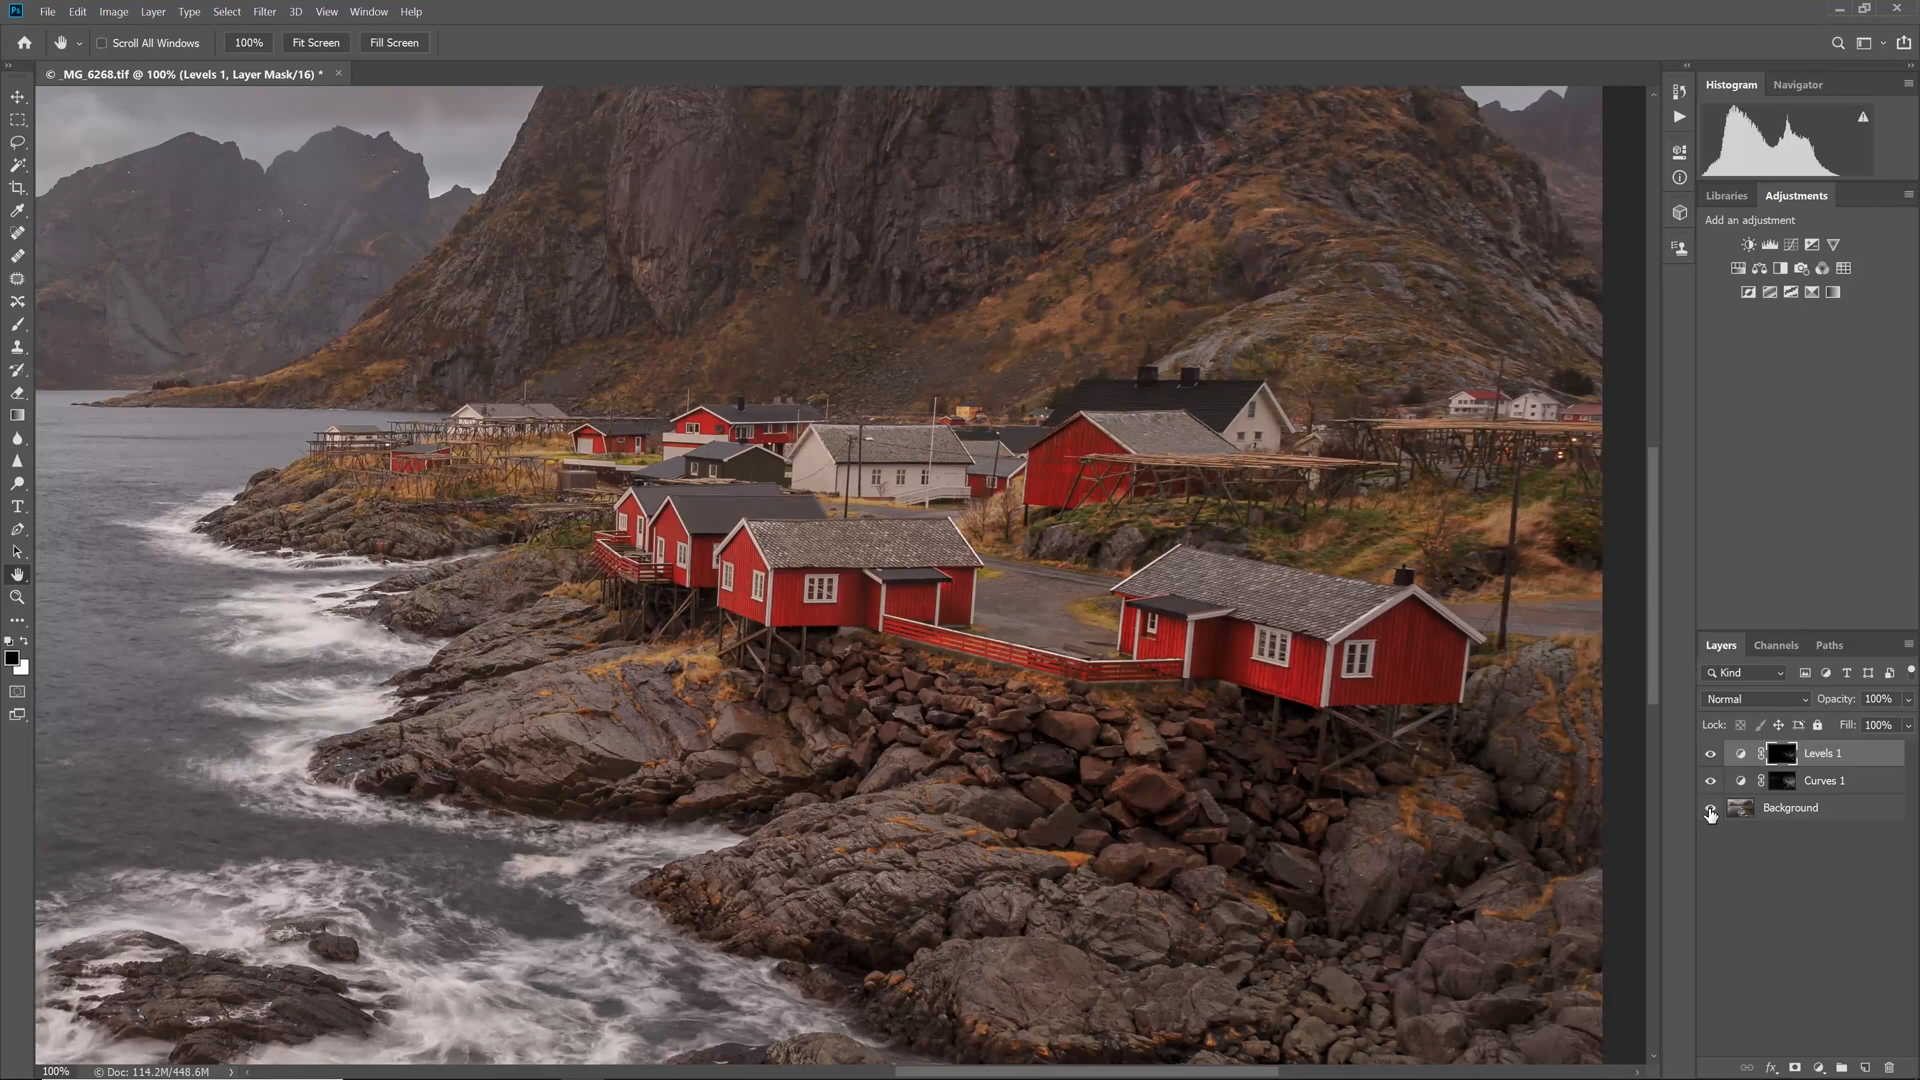 Ps File Edit Image Layer Type Select Filter 3D View Window Help
Scroll All Windows 100% Fit Screen Fill Screen
© _MG_6268.tif @ 100% (Levels 1, Layer Mask/16) * ×
Histogram Navigator
Libraries Adjustments
Add an adjustment
Layers Channels Paths
Kind
Normal Opacity: 100%
Lock: Fill: 100%
Levels 1
Curves 1
Background
100% © Doc: 114.2M/448.6M
fx